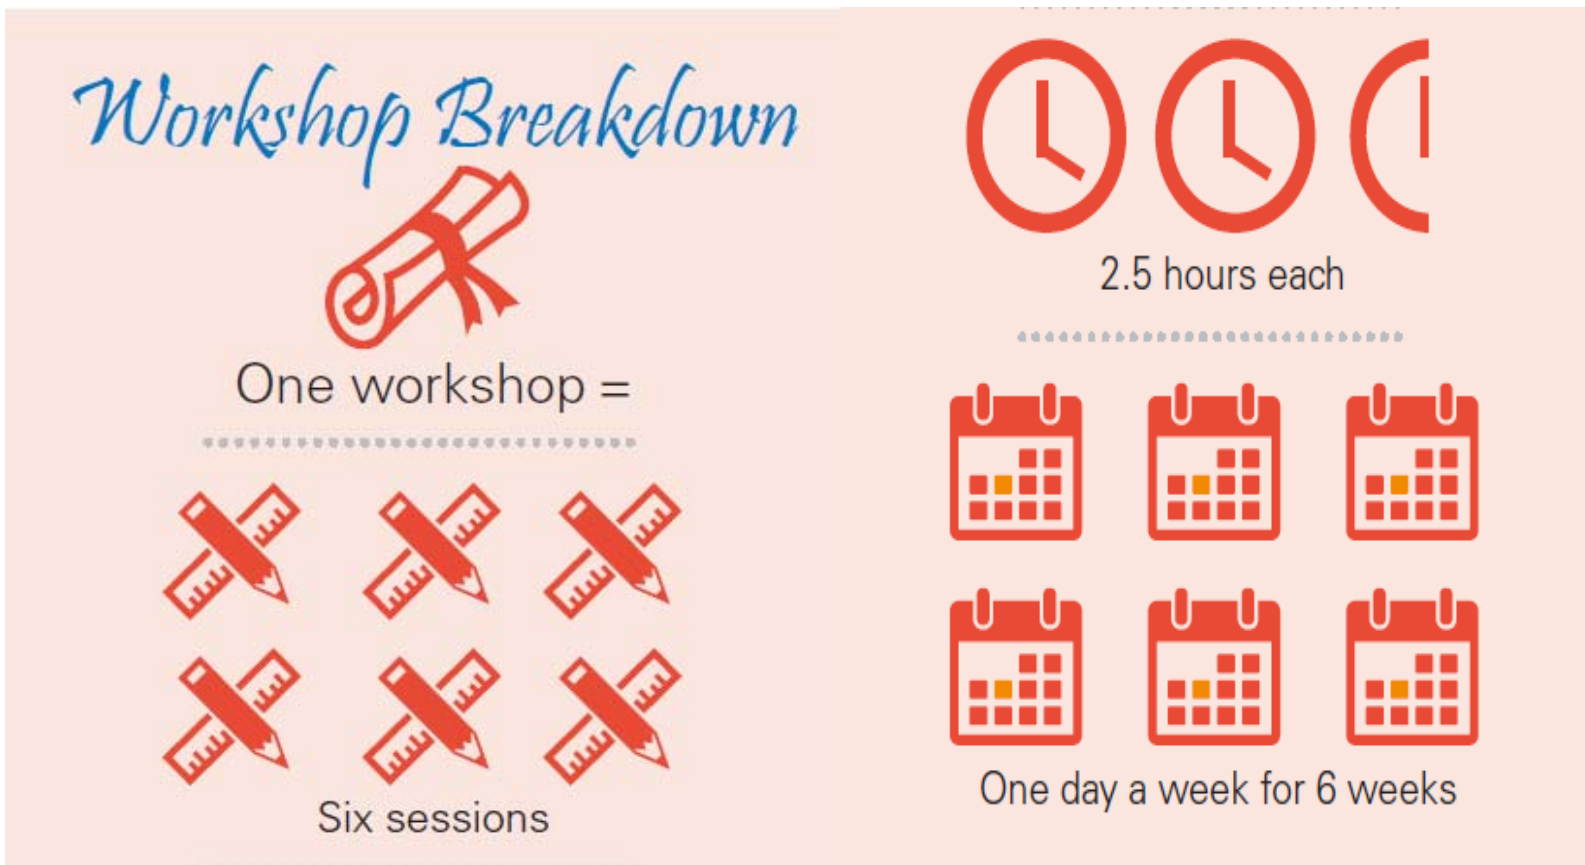 Workshop Breakdown
One workshop =
Six sessions
2.5 hours each
One day a week for 6 weeks